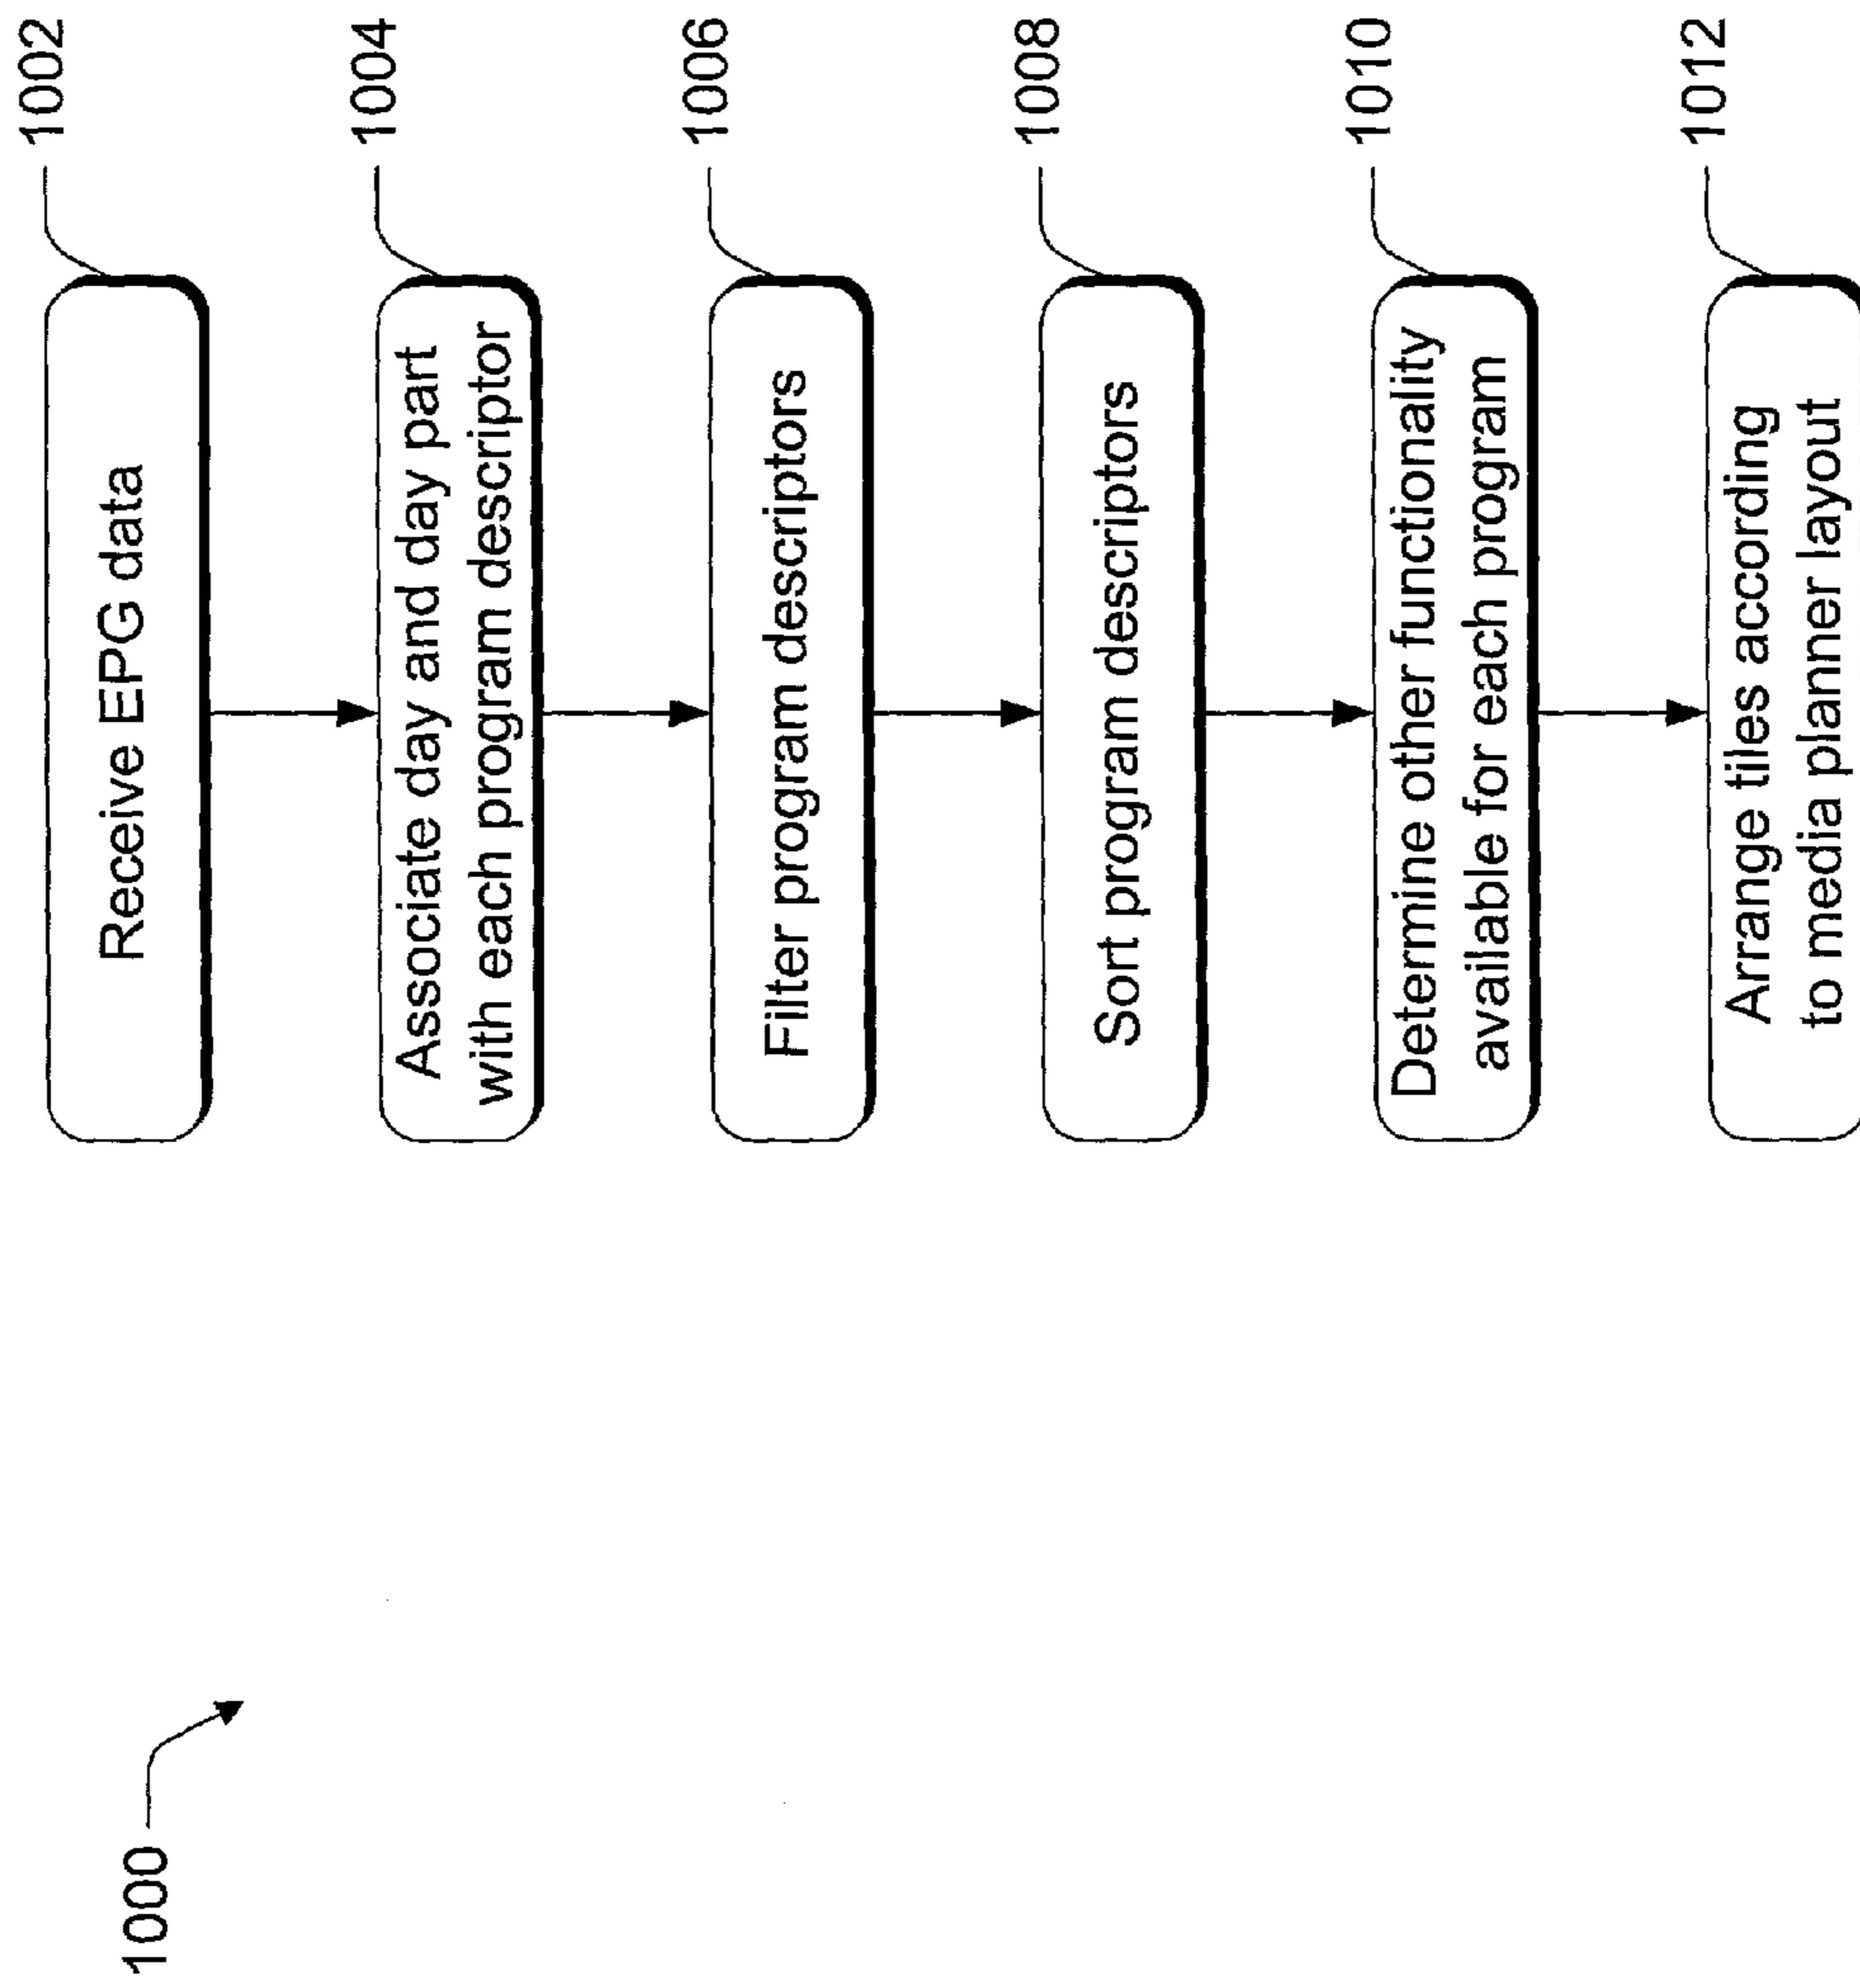 1000
1002
Receive EPG data
1004
Associate day and day part
with each program descriptor
1006
Filter program descriptors
1008
Sort program descriptors
1010
Determine other functionality
available for each program
1012
Arrange tiles according
to media planner layout